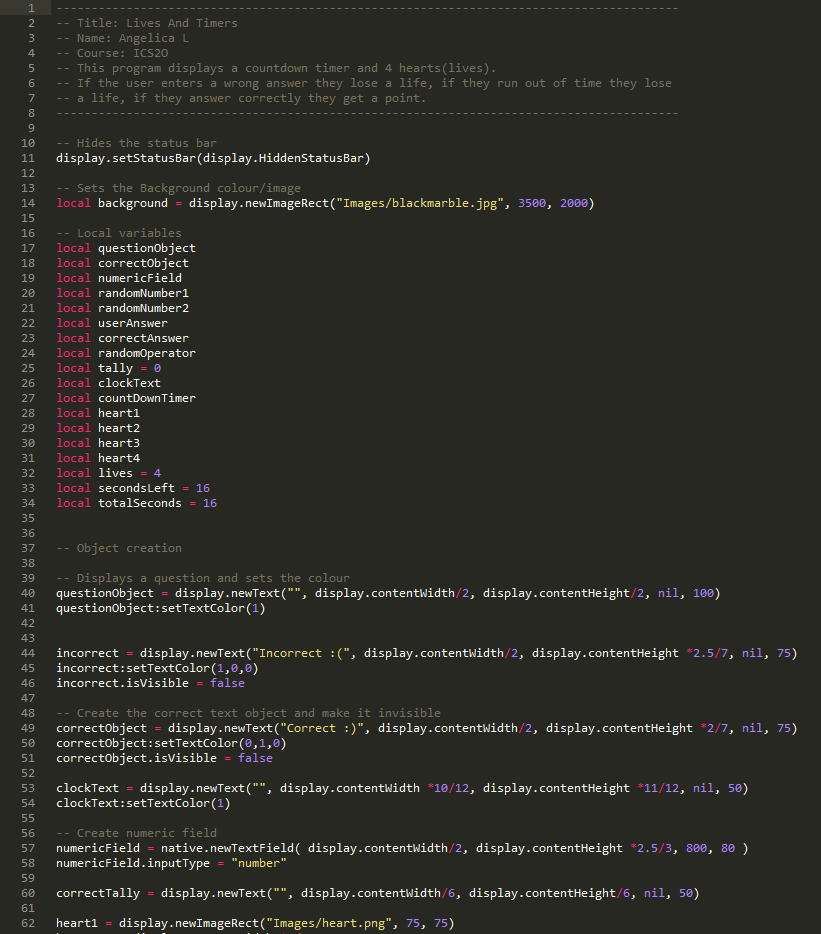 1 -----------------------------------------------------------------------------------------
2 -- Title: Lives And Timers
3 -- Name: Angelica L
4 -- Course: ICS2O
5 -- This program displays a countdown timer and 4 hearts(lives).
6 -- If the user enters a wrong answer they lose a life, if they run out of time they lose
7 -- a life, if they answer correctly they get a point.
8 -----------------------------------------------------------------------------------------
9
10 -- Hides the status bar
11 display.setStatusBar(display.HiddenStatusBar)
12
13 -- Sets the Background colour/image
14 local background = display.newImageRect("Images/blackmarble.jpg", 3500, 2000)
15
16 -- Local variables
17 local questionObject
18 local correctObject
19 local numericField
20 local randomNumber1
21 local randomNumber2
22 local userAnswer
23 local correctAnswer
24 local randomOperator
25 local tally = 0
26 local clockText
27 local countDownTimer
28 local heart1
29 local heart2
30 local heart3
31 local heart4
32 local lives = 4
33 local secondsLeft = 16
34 local totalSeconds = 16
35
36
37 -- Object creation
38
39 -- Displays a question and sets the colour
40 questionObject = display.newText("", display.contentWidth/2, display.contentHeight/2, nil, 100)
41 questionObject:setTextColor(1)
42
43
44 incorrect = display.newText("Incorrect :(", display.contentWidth/2, display.contentHeight *2.5/7, nil, 75)
45 incorrect:setTextColor(1,0,0)
46 incorrect.isVisible = false
47
48 -- Create the correct text object and make it invisible
49 correctObject = display.newText("Correct :)", display.contentWidth/2, display.contentHeight *2/7, nil, 75)
50 correctObject:setTextColor(0,1,0)
51 correctObject.isVisible = false
52
53 clockText = display.newText("", display.contentWidth *10/12, display.contentHeight *11/12, nil, 50)
54 clockText:setTextColor(1)
55
56 -- Create numeric field
57 numericField = native.newTextField( display.contentWidth/2, display.contentHeight *2.5/3, 800, 80 )
58 numericField.inputType = "number"
59
60 correctTally = display.newText("", display.contentWidth/6, display.contentHeight/6, nil, 50)
61
62 heart1 = display.newImageRect("Images/heart.png", 75, 75)